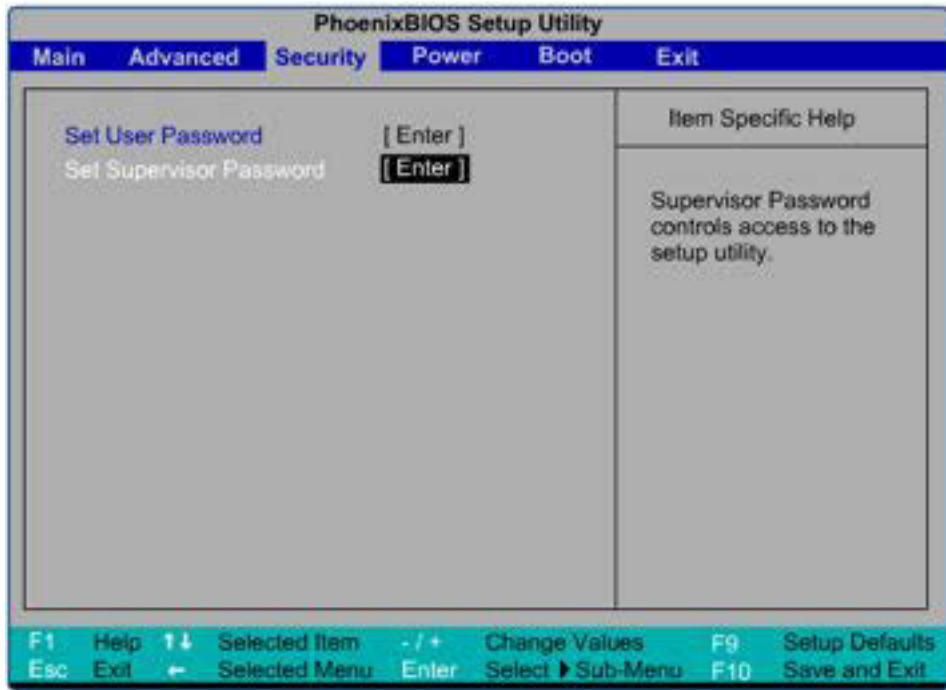 PhoenixBIOS Setup Utility
Main Advanced Security Power Boot Exit
Set User Password [ Enter ]
Set Supervisor Password [ Enter ]
Item Specific Help
Supervisor Password
controls access to the
setup utility.
F1 Help ↑↓ Selected Item - / + Change Values F9 Setup Defaults
Esc Exit ← Selected Menu Enter Select ▶ Sub-Menu F10 Save and Exit